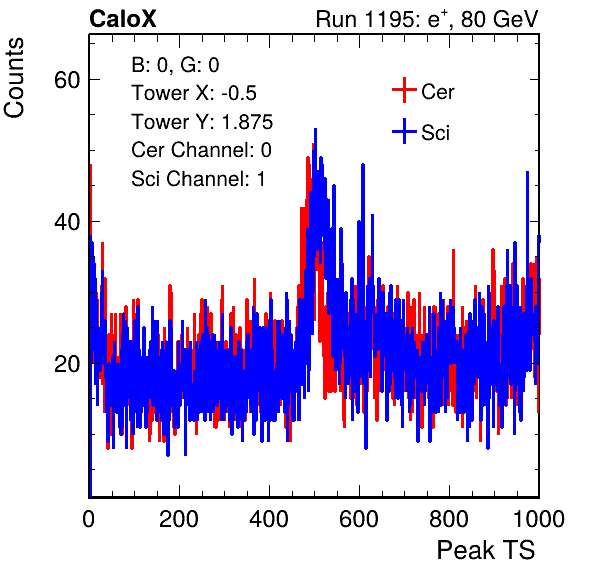 CaloX
Run 1195: e+, 80 GeV
Counts
B: 0, G: 0
Tower X: -0.5
Tower Y: 1.875
Cer Channel: 0
Sci Channel: 1
Cer
Sci
60
40
20
0
200
400
600
800
1000
Peak TS